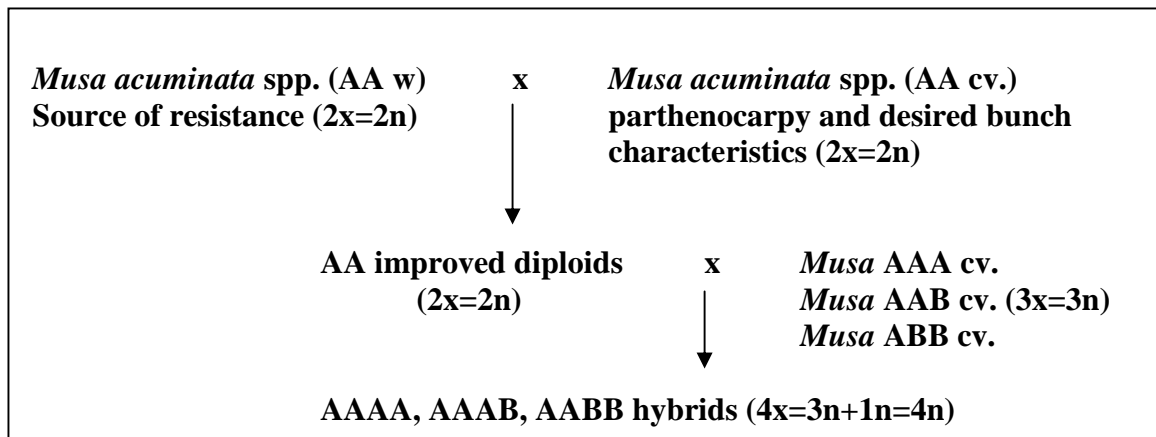 Musa acuminata spp. (AA w) x Musa acuminata spp. (AA cv.)
Source of resistance (2x=2n) parthenocarpy and desired bunch
characteristics (2x=2n)
AA improved diploids x Musa AAA cv.
(2x=2n) Musa AAB cv. (3x=3n)
Musa ABB cv.
AAAA, AAAB, AABB hybrids (4x=3n+1n=4n)